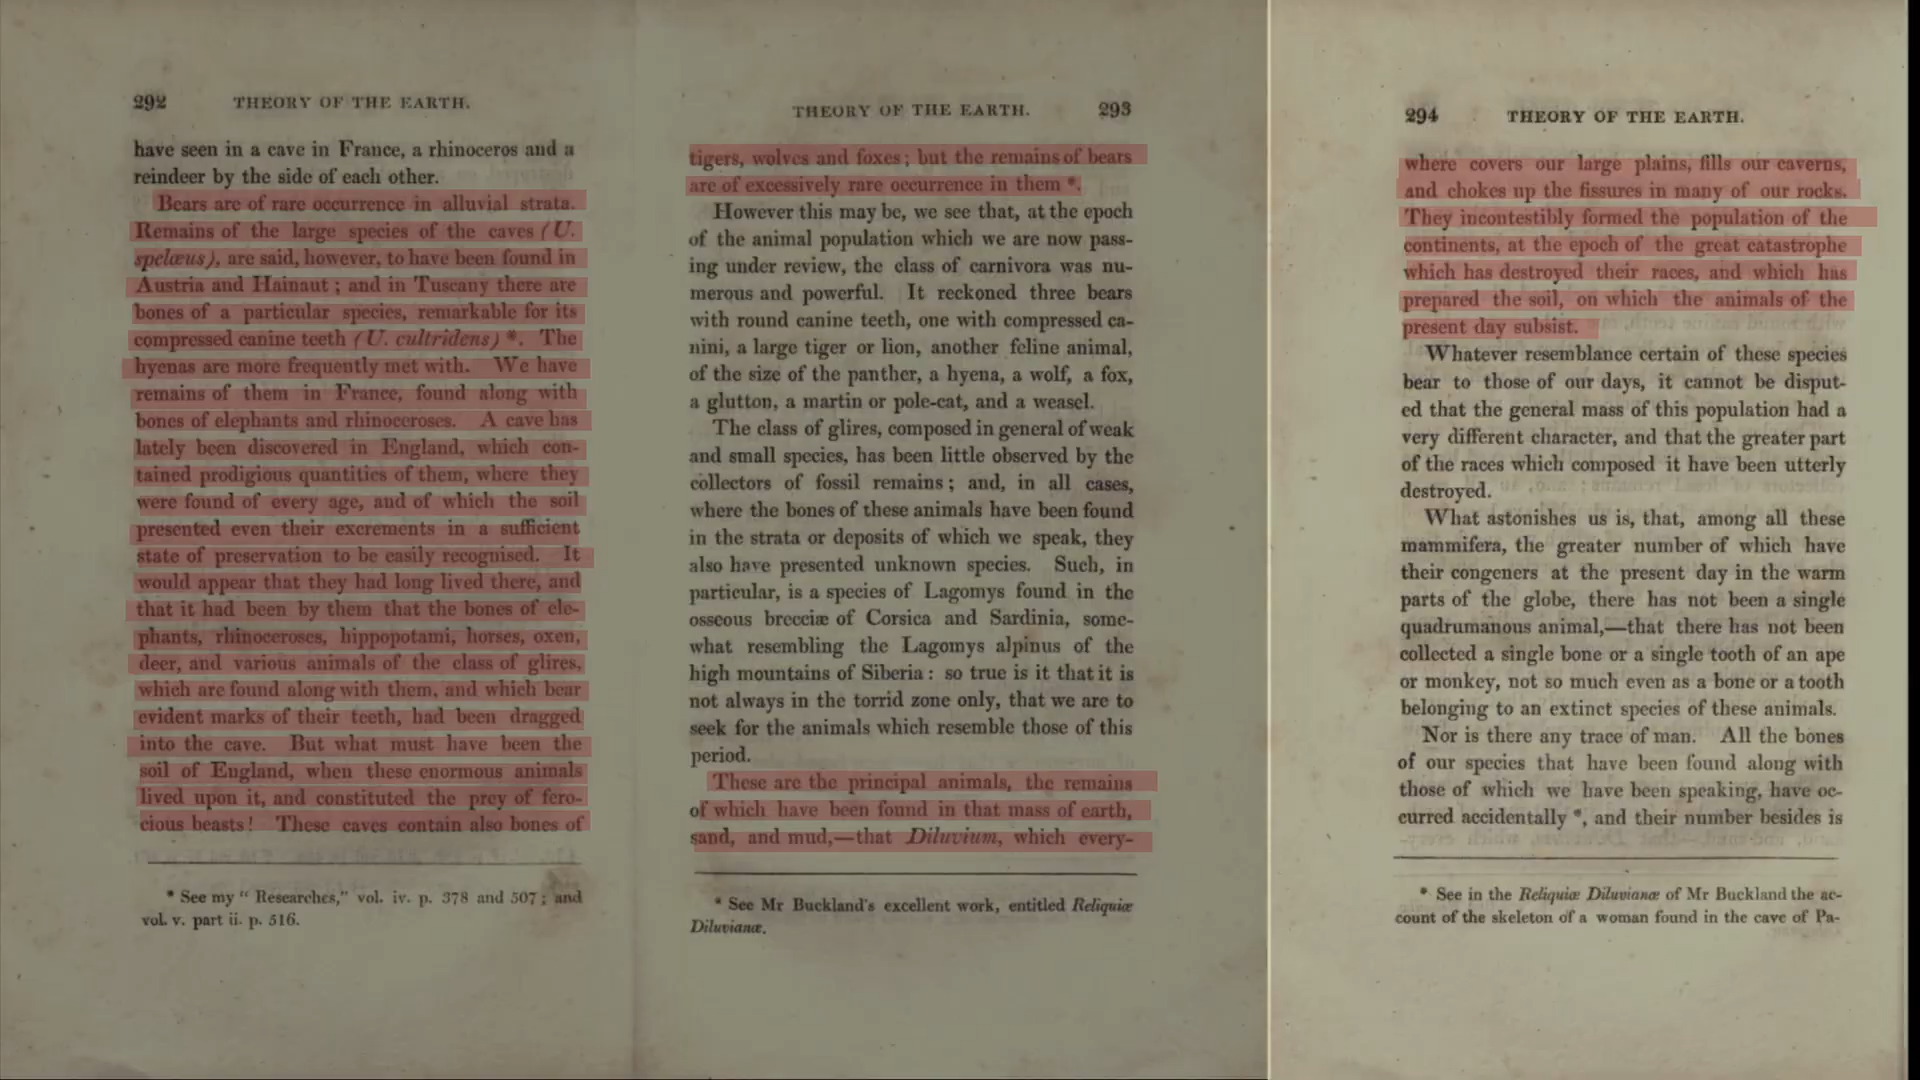 292 THEORY OF THE EARTH.
have seen in a cave in France, a rhinoceros and a
reindeer by the side of each other.
Bears are of rare occurrence in alluvial strata.
Remains of the large species of the caves (U.
spelæus), are said, however, to have been found in
Austria and Hainaut ; and in Tuscany there are
bones of a particular species, remarkable for its
compressed canine teeth (U. cultridens) *. The
hyenas are more frequently met with. We have
remains of them in France, found along with
bones of elephants and rhinoceroses. A cave has
lately been discovered in England, which con-
tained prodigious quantities of them, where they
were found of every age, and of which the soil
presented even their excrements in a sufficient
state of preservation to be easily recognised. It
would appear that they had long lived there, and
that it had been by them that the bones of ele-
phants, rhinoceroses, hippopotami, horses, oxen,
deer, and various animals of the class of glires,
which are found along with them, and which bear
evident marks of their teeth, had been dragged
into the cave. But what must have been the
soil of England, when these enormous animals
lived upon it, and constituted the prey of fero-
cious beasts ! These caves contain also bones of
* See my " Researches," vol. iv. p. 378 and 507 ; and
vol. v. part ii. p. 516.
THEORY OF THE EARTH. 293
tigers, wolves and foxes ; but the remains of bears
are of excessively rare occurrence in them *.
However this may be, we see that, at the epoch
of the animal population which we are now pass-
ing under review, the class of carnivora was nu-
merous and powerful. It reckoned three bears
with round canine teeth, one with compressed ca-
nini, a large tiger or lion, another feline animal,
of the size of the panther, a hyena, a wolf, a fox,
a glutton, a martin or pole-cat, and a weasel.
The class of glires, composed in general of weak
and small species, has been little observed by the
collectors of fossil remains ; and, in all cases,
where the bones of these animals have been found
in the strata or deposits of which we speak, they
also have presented unknown species. Such, in
particular, is a species of Lagomys found in the
osseous brecciæ of Corsica and Sardinia, some-
what resembling the Lagomys alpinus of the
high mountains of Siberia : so true is it that it is
not always in the torrid zone only, that we are to
seek for the animals which resemble those of this
period.
These are the principal animals, the remains
of which have been found in that mass of earth,
sand, and mud,—that Diluvium, which every-
* See Mr Buckland's excellent work, entitled Reliquiæ
Diluvianæ.
294 THEORY OF THE EARTH.
where covers our large plains, fills our caverns,
and chokes up the fissures in many of our rocks.
They incontestibly formed the population of the
continents, at the epoch of the great catastrophe
which has destroyed their races, and which has
prepared the soil, on which the animals of the
present day subsist.
Whatever resemblance certain of these species
bear to those of our days, it cannot be disput-
ed that the general mass of this population had a
very different character, and that the greater part
of the races which composed it have been utterly
destroyed.
What astonishes us is, that, among all these
mammifera, the greater number of which have
their congeners at the present day in the warm
parts of the globe, there has not been a single
quadrumanous animal,—that there has not been
collected a single bone or a single tooth of an ape
or monkey, not so much even as a bone or a tooth
belonging to an extinct species of these animals.
Nor is there any trace of man. All the bones
of our species that have been found along with
those of which we have been speaking, have oc-
curred accidentally *, and their number besides is
* See in the Reliquiæ Diluvianæ of Mr Buckland the ac-
count of the skeleton of a woman found in the cave of Pa-